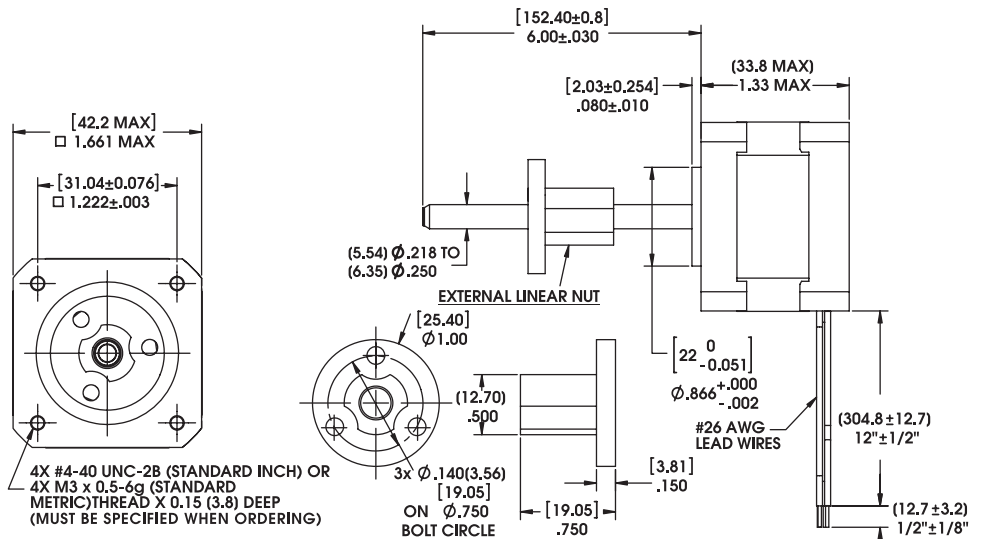 [152.40±0.8]
6.00±.030
(33.8 MAX)
1.33 MAX
[2.03±0.254]
.080±.010
[42.2 MAX]
□ 1.661 MAX
[31.04±0.076]
□ 1.222±.003
(5.54) Ø.218 TO
(6.35) Ø.250
EXTERNAL LINEAR NUT
[25.40]
Ø1.00
[22 0 -0.051]
Ø.866 +.000 -.002
(12.70)
.500
#26 AWG
LEAD WIRES
(304.8±12.7)
12"±1/2"
4X #4-40 UNC-2B (STANDARD INCH) OR
4X M3 x 0.5-6g (STANDARD
METRIC)THREAD X 0.15 (3.8) DEEP
(MUST BE SPECIFIED WHEN ORDERING)
3x Ø.140(3.56)
[19.05]
ON Ø.750
BOLT CIRCLE
[19.05]
.750
[3.81]
.150
(12.7±3.2)
1/2"±1/8"